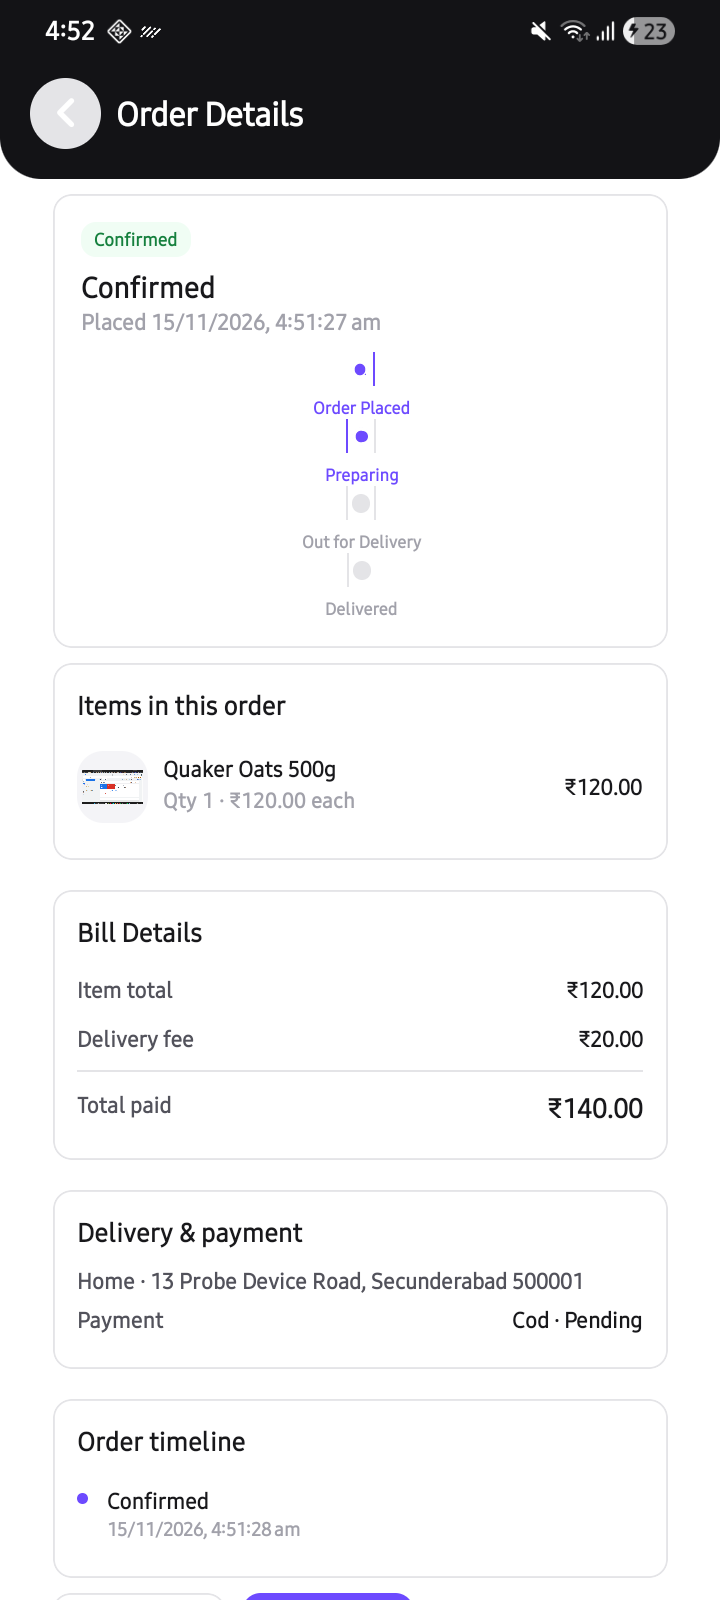 4:52
23
Order Details
Confirmed
Confirmed
Placed 15/11/2026, 4:51:27 am
Order Placed
Preparing
Out for Delivery
Delivered
Items in this order
Quaker Oats 500g
Qty 1 · ₹120.00 each
₹120.00
Bill Details
Item total ₹120.00
Delivery fee ₹20.00
Total paid ₹140.00
Delivery & payment
Home · 13 Probe Device Road, Secunderabad 500001
Payment Cod · Pending
Order timeline
Confirmed
15/11/2026, 4:51:28 am